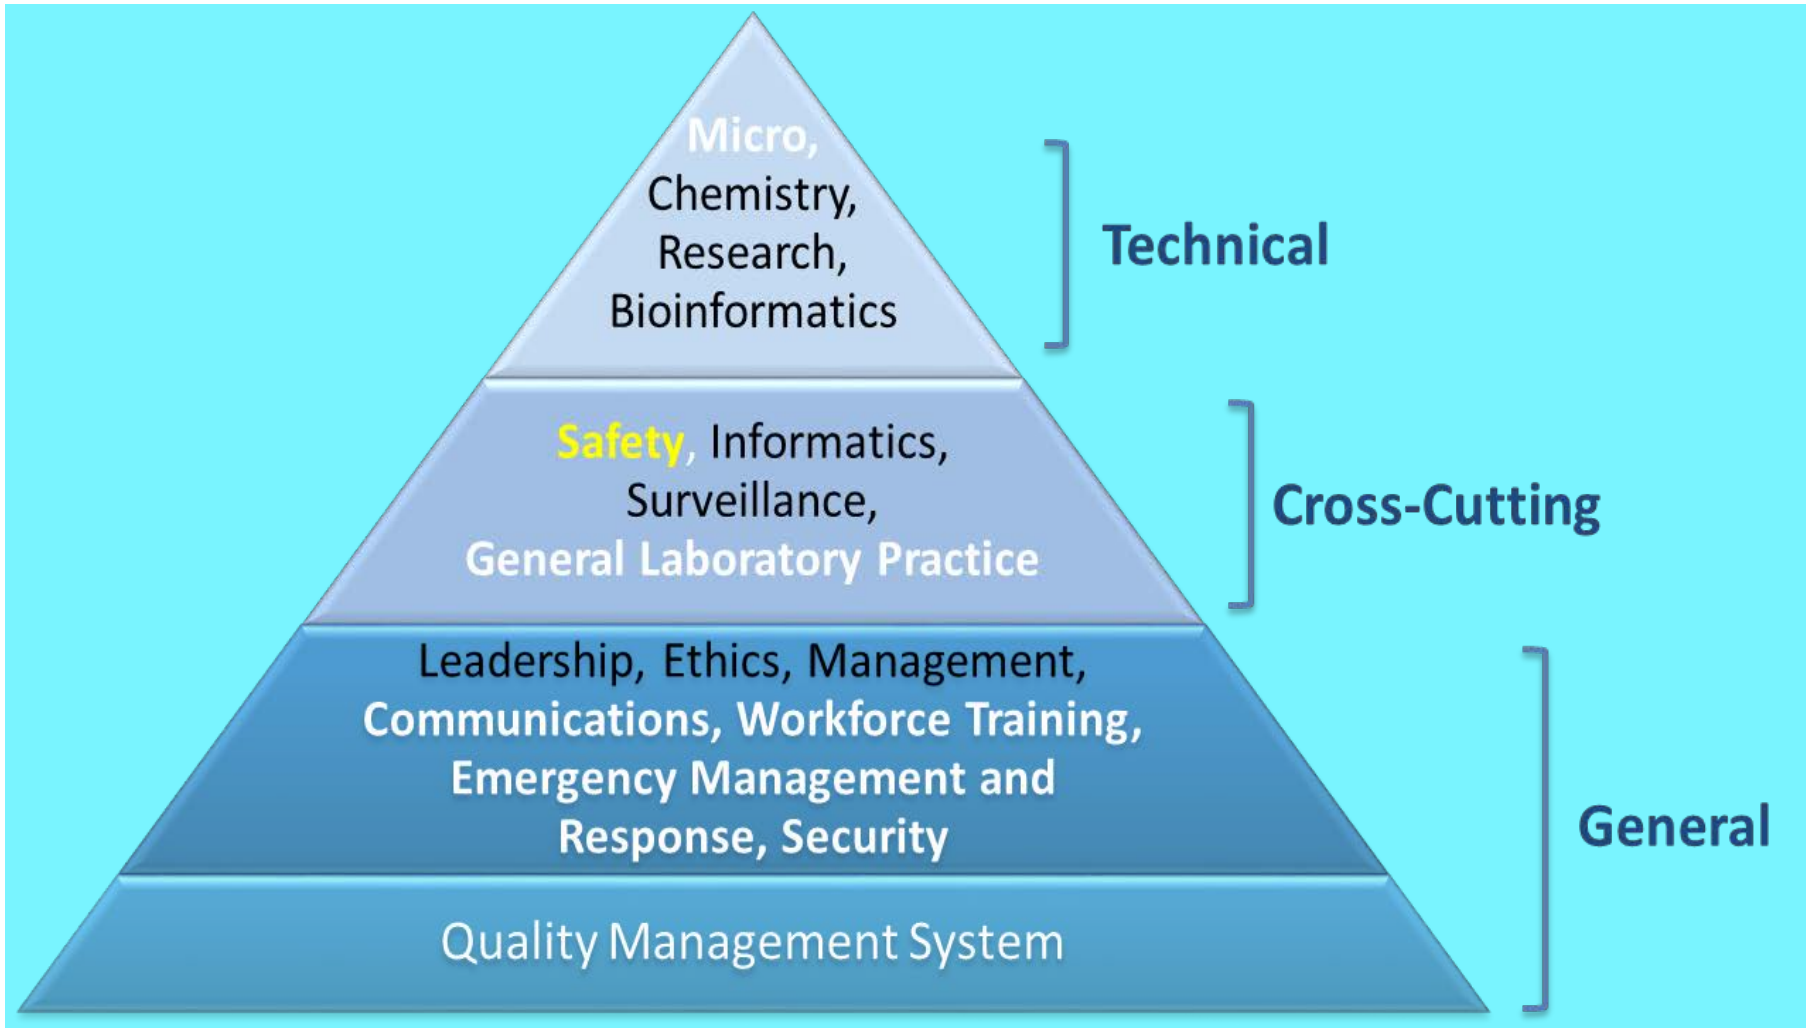 Micro,
Chemistry,
Research,
Bioinformatics
Technical
Safety, Informatics,
Surveillance,
General Laboratory Practice
Cross-Cutting
Leadership, Ethics, Management,
Communications, Workforce Training,
Emergency Management and
Response, Security
Quality Management System
General